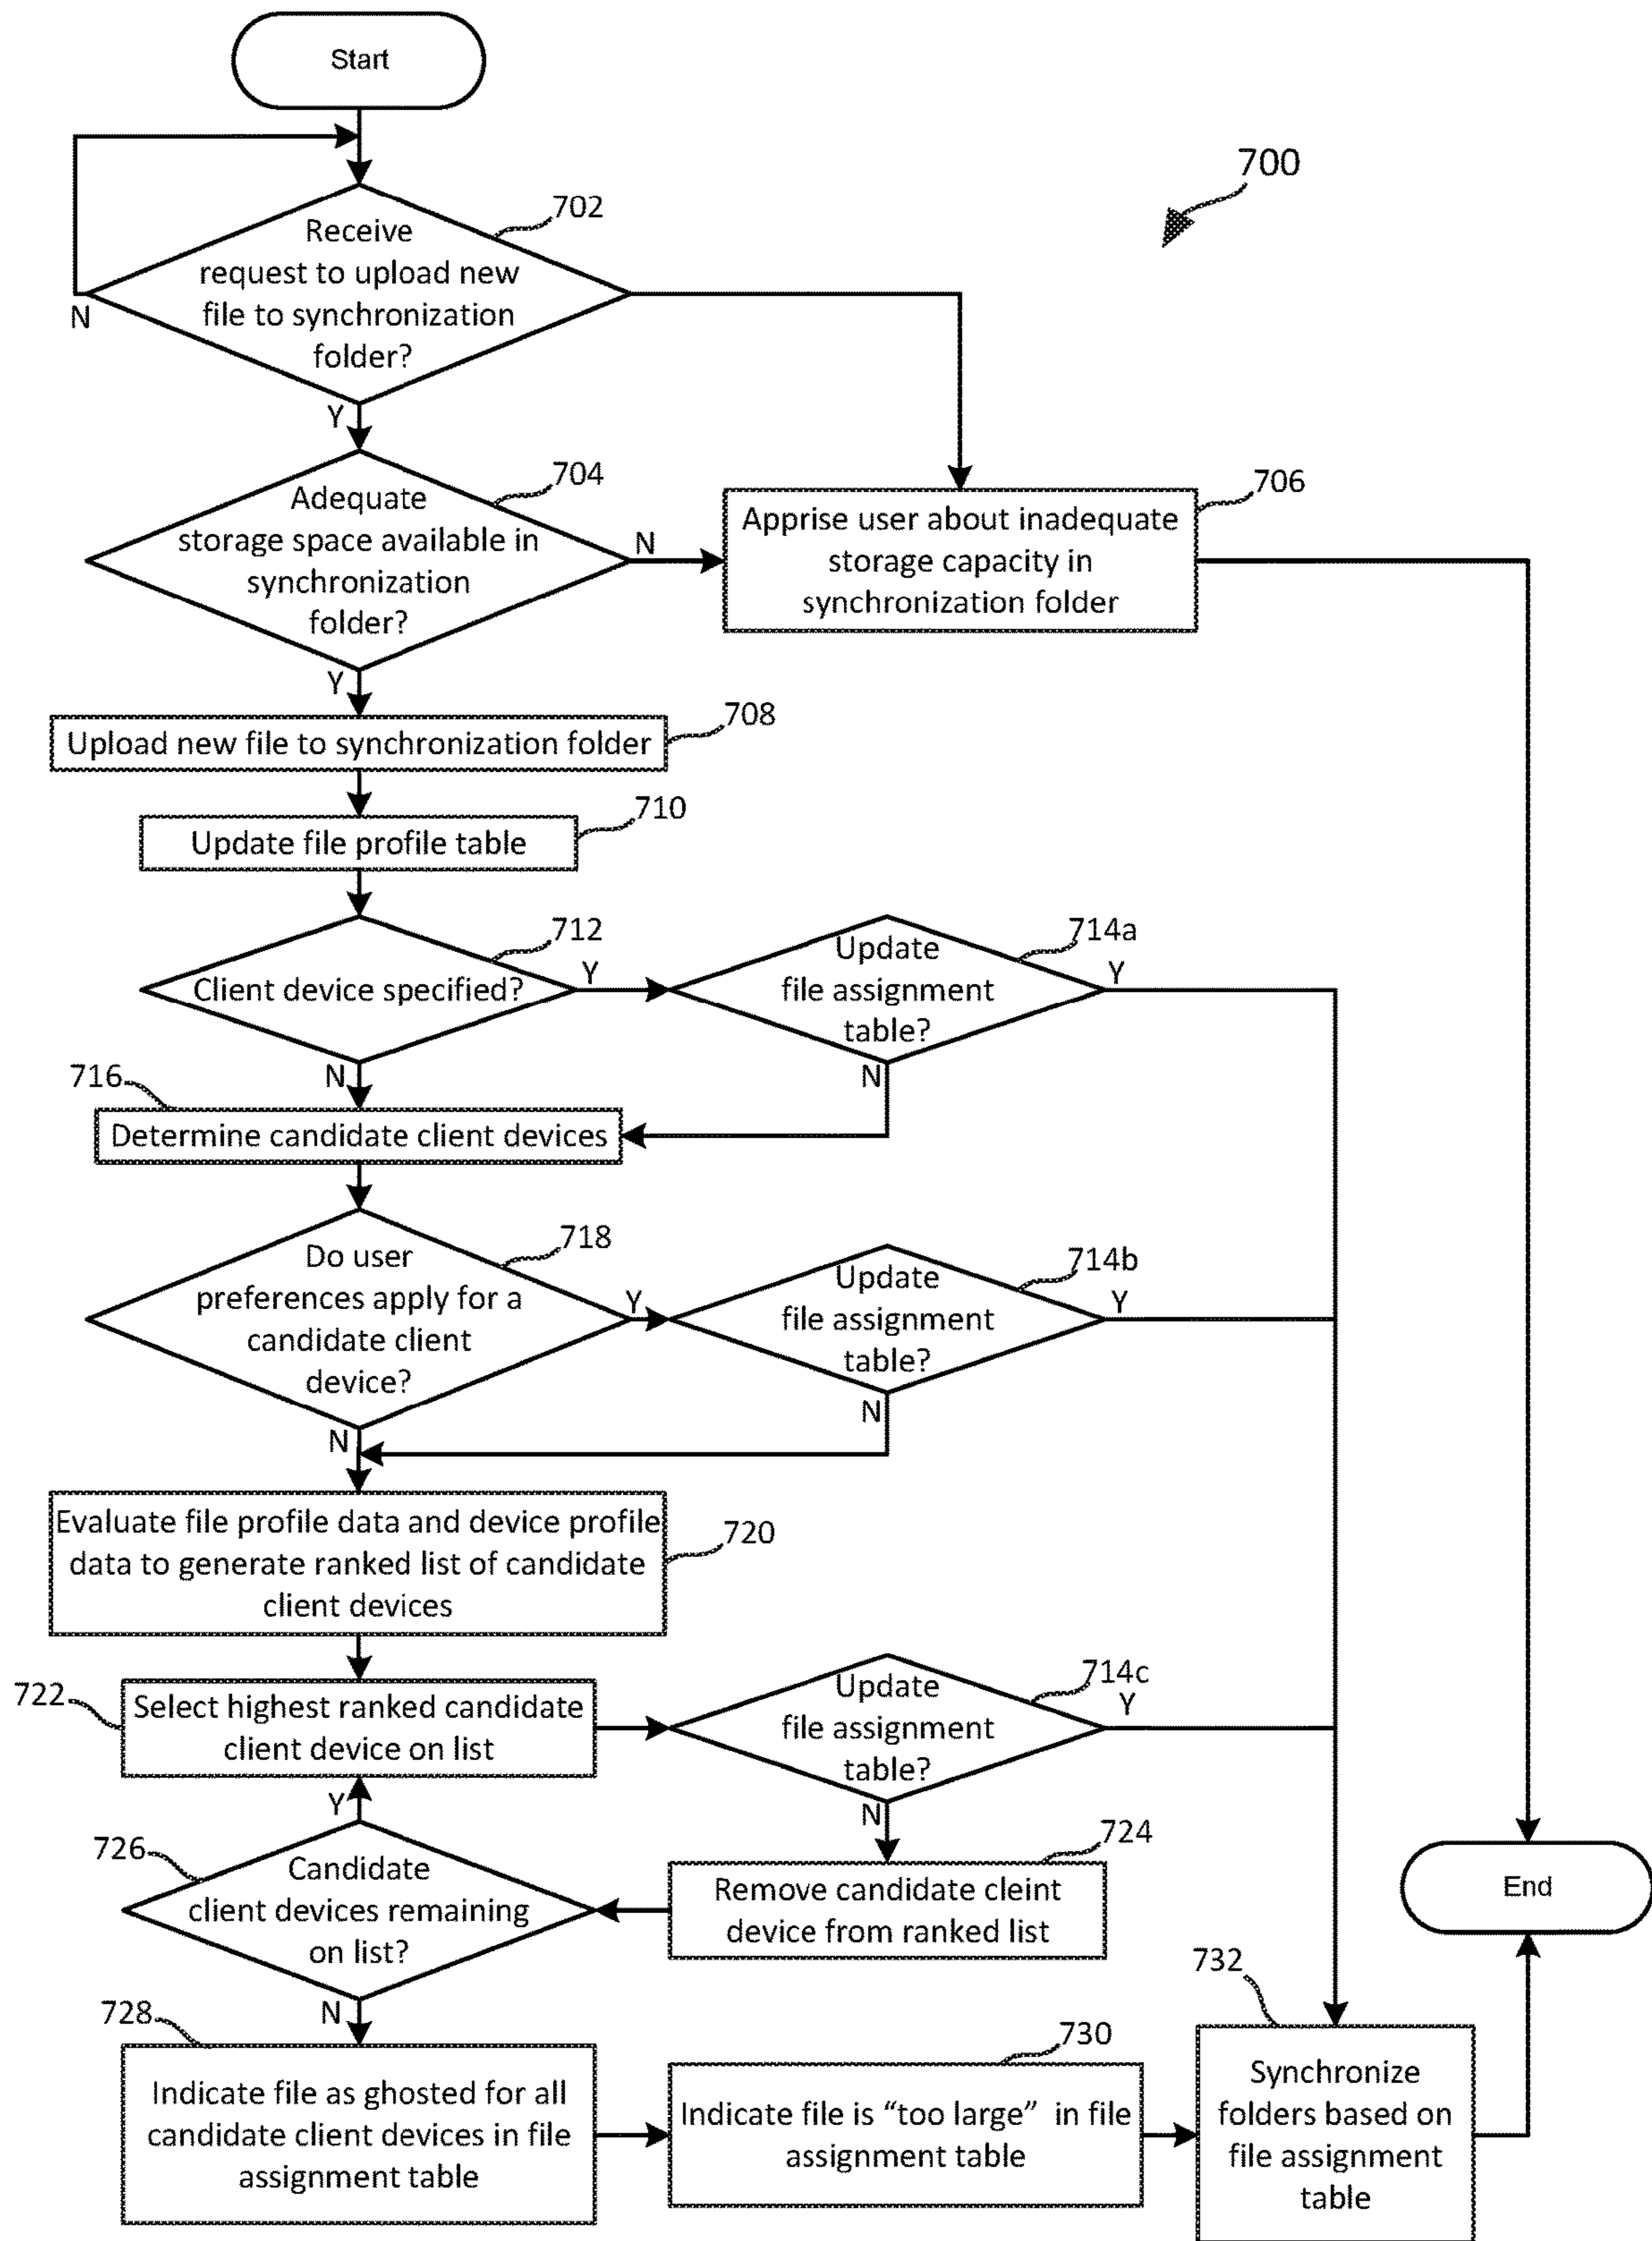 Start
700
702
Receive
request to upload new
file to synchronization
folder?
N
Y
704
Adequate
storage space available in
synchronization
folder?
N
706
Apprise user about inadequate
storage capacity in
synchronization folder
Y
708
Upload new file to synchronization folder
710
Update file profile table
712
Client device specified?
Y
714a
Update
file assignment
table?
Y
N
N
716
Determine candidate client devices
718
Do user
preferences apply for a
candidate client
device?
Y
714b
Update
file assignment
table?
Y
N
N
Evaluate file profile data and device profile
data to generate ranked list of candidate
client devices
720
722
Select highest ranked candidate
client device on list
714c
Update
file assignment
table?
Y
N
Y
724
Remove candidate cleint
device from ranked list
726
Candidate
client devices remaining
on list?
N
End
728
Indicate file as ghosted for all
candidate client devices in file
assignment table
730
Indicate file is “too large” in file
assignment table
732
Synchronize
folders based on
file assignment
table